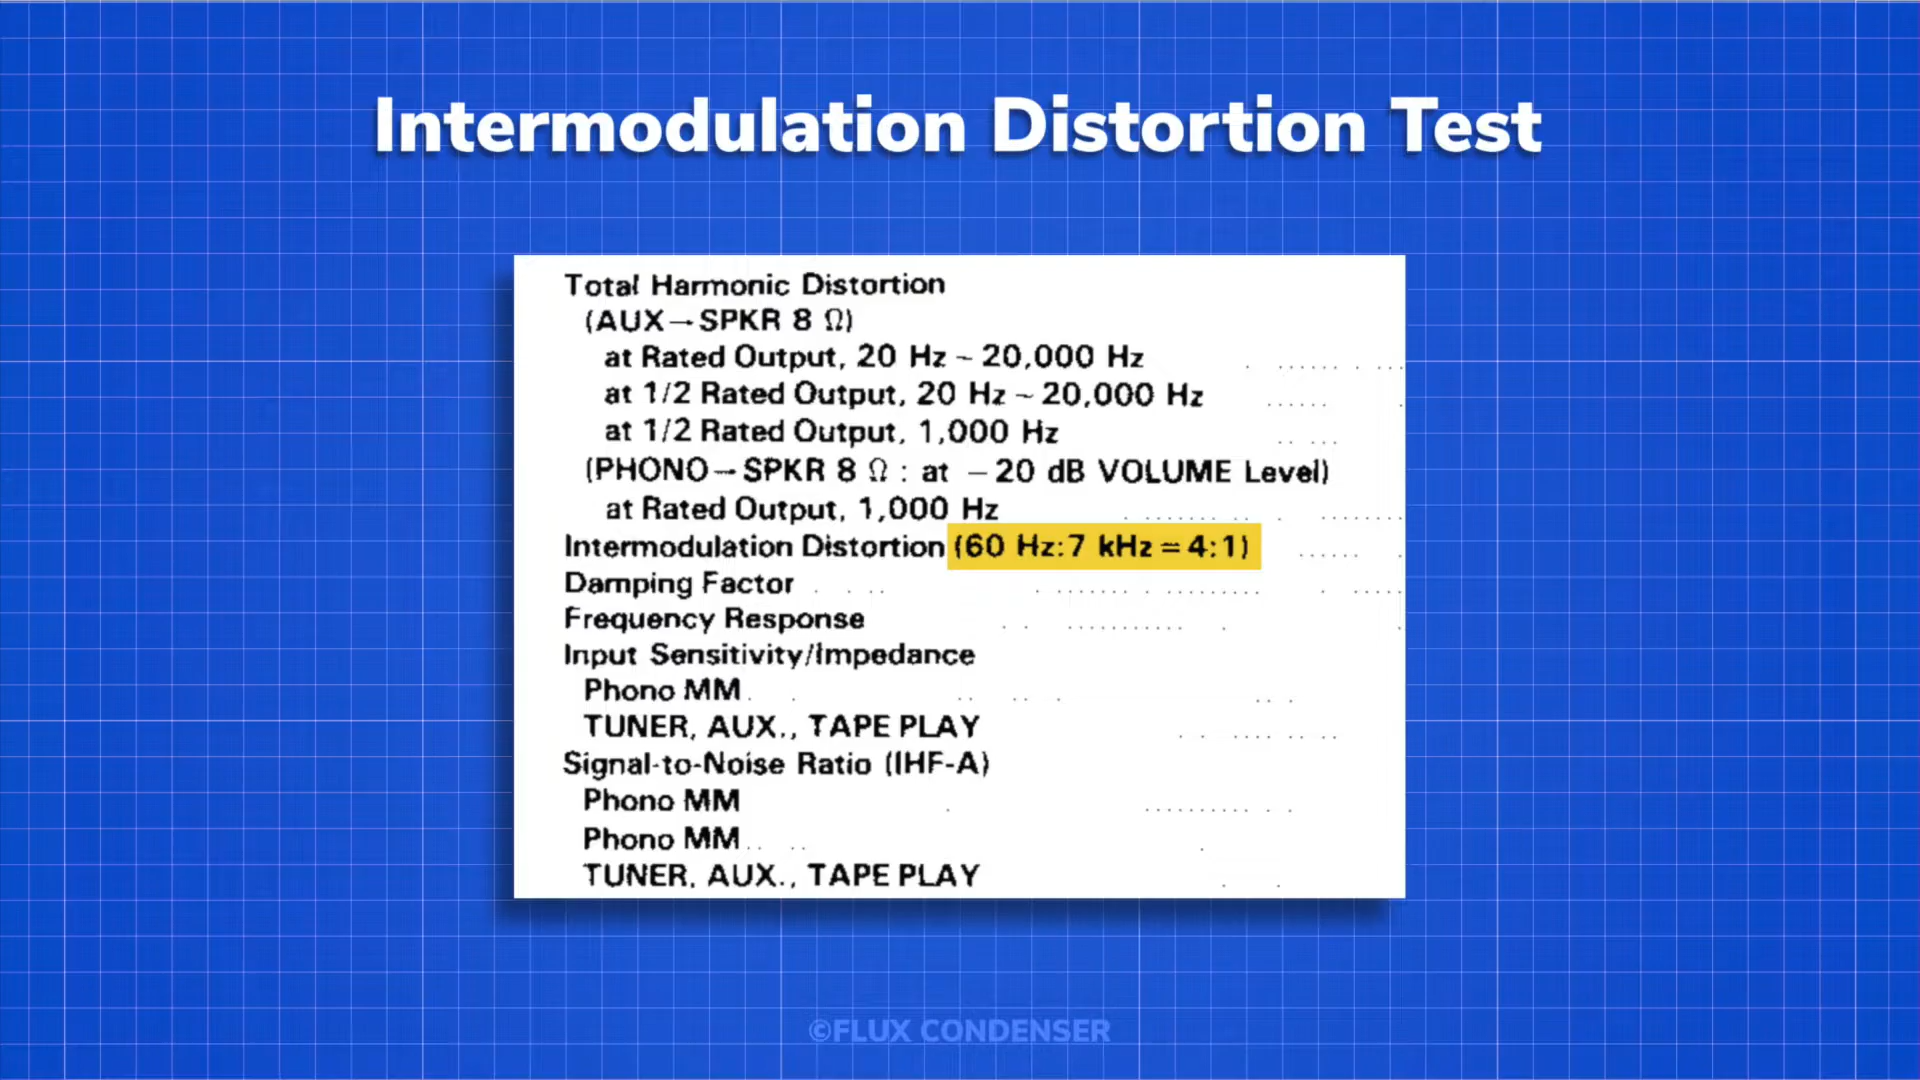 Intermodulation Distortion Test
Total Harmonic Distortion
(AUX→SPKR 8 Ω)
at Rated Output, 20 Hz ~ 20,000 Hz
at 1/2 Rated Output, 20 Hz ~ 20,000 Hz
at 1/2 Rated Output, 1,000 Hz
(PHONO→SPKR 8 Ω : at −20 dB VOLUME Level)
at Rated Output, 1,000 Hz
Intermodulation Distortion (60 Hz:7 kHz = 4:1)
Damping Factor
Frequency Response
Input Sensitivity/Impedance
Phono MM
TUNER, AUX., TAPE PLAY
Signal-to-Noise Ratio (IHF-A)
Phono MM
Phono MM
TUNER, AUX., TAPE PLAY
©FLUX CONDENSER